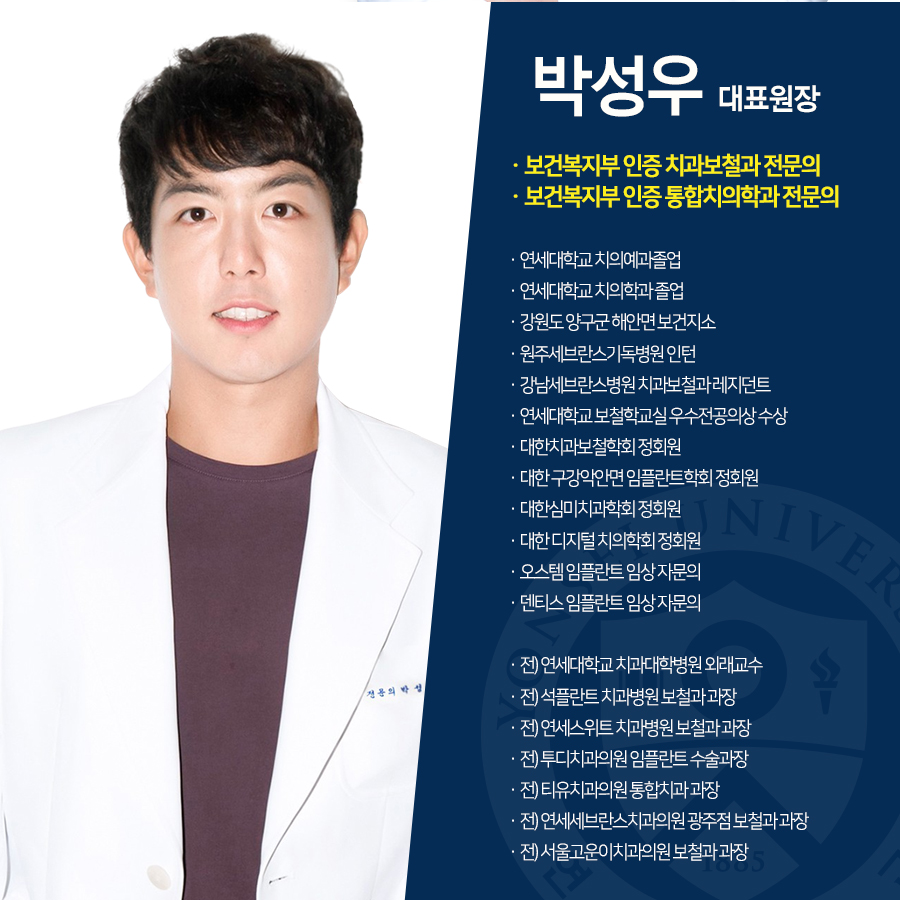 박성우 대표원장
· 보건복지부 인증 치과보철과 전문의
· 보건복지부 인증 통합치의학과 전문의
· 연세대학교 치의예과졸업
· 연세대학교 치의학과 졸업
· 강원도 양구군 해안면 보건지소
· 원주세브란스기독병원 인턴
· 강남세브란스병원 치과보철과 레지던트
· 연세대학교 보철학교실 우수전공의상 수상
· 대한치과보철학회 정회원
· 대한 구강악안면 임플란트학회 정회원
· 대한심미치과학회 정회원
· 대한 디지털 치의학회 정회원
· 오스템 임플란트 임상 자문의
· 덴티스 임플란트 임상 자문의
· 전) 연세대학교 치과대학병원 외래교수
· 전) 석플란트 치과병원 보철과 과장
· 전) 연세스위트 치과병원 보철과 과장
· 전) 투디치과의원 임플란트 수술과장
· 전) 티유치과의원 통합치과 과장
· 전) 연세세브란스치과의원 광주점 보철과 과장
· 전) 서울고운이치과의원 보철과 과장
전문의 박성
YONSEI UNIVERS
1885